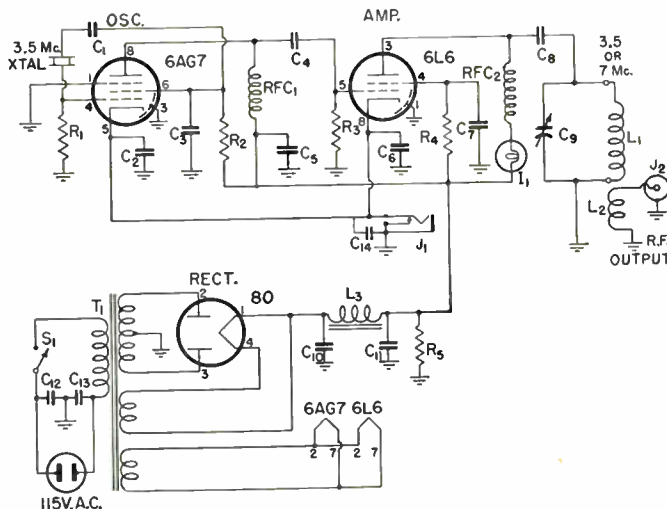 OSC.
AMP.
3.5 Mc.
XTAL
C1
8
6AG7
1
6
4
3
5
R1
C2
C3
R2
RFC1
C4
C5
3
6L6
5
4
8
1
R3
C6
R4
C7
RFC2
I1
C8
3.5
OR
7 Mc.
C9
L1
L2
J2
R.F.
OUTPUT
C14
J1
RECT.
80
T1
2
1
4
3
S1
C12
C13
115V. A.C.
L3
C10
C11
R5
6AG7 6L6
2 7 2 7